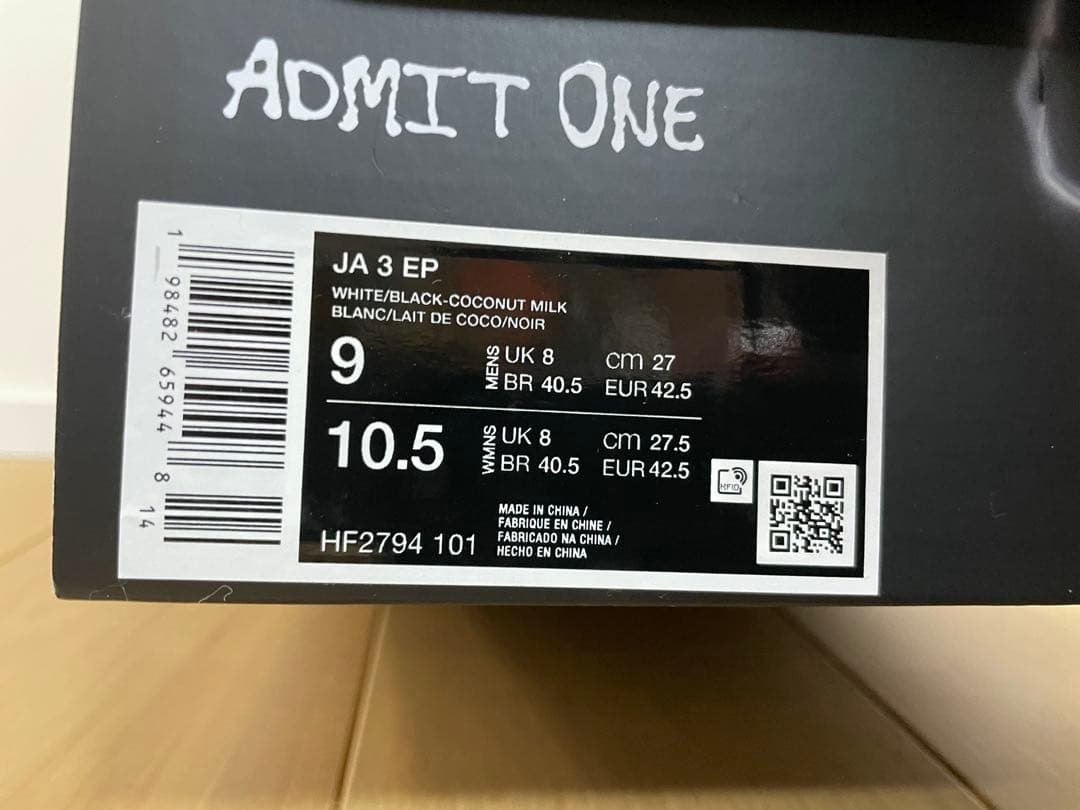 ADMIT ONE
JA 3 EP
WHITE/BLACK-COCONUT MILK
BLANC/LAIT DE COCO/NOIR
9
MENS
UK 8 cm 27
BR 40.5 EUR 42.5
10.5
WMNS
UK 8 cm 27.5
BR 40.5 EUR 42.5
HF2794 101
MADE IN CHINA /
FABRIQUE EN CHINE /
FABRICADO NA CHINA /
HECHO EN CHINA
RFID
1 98482 65944 8 14